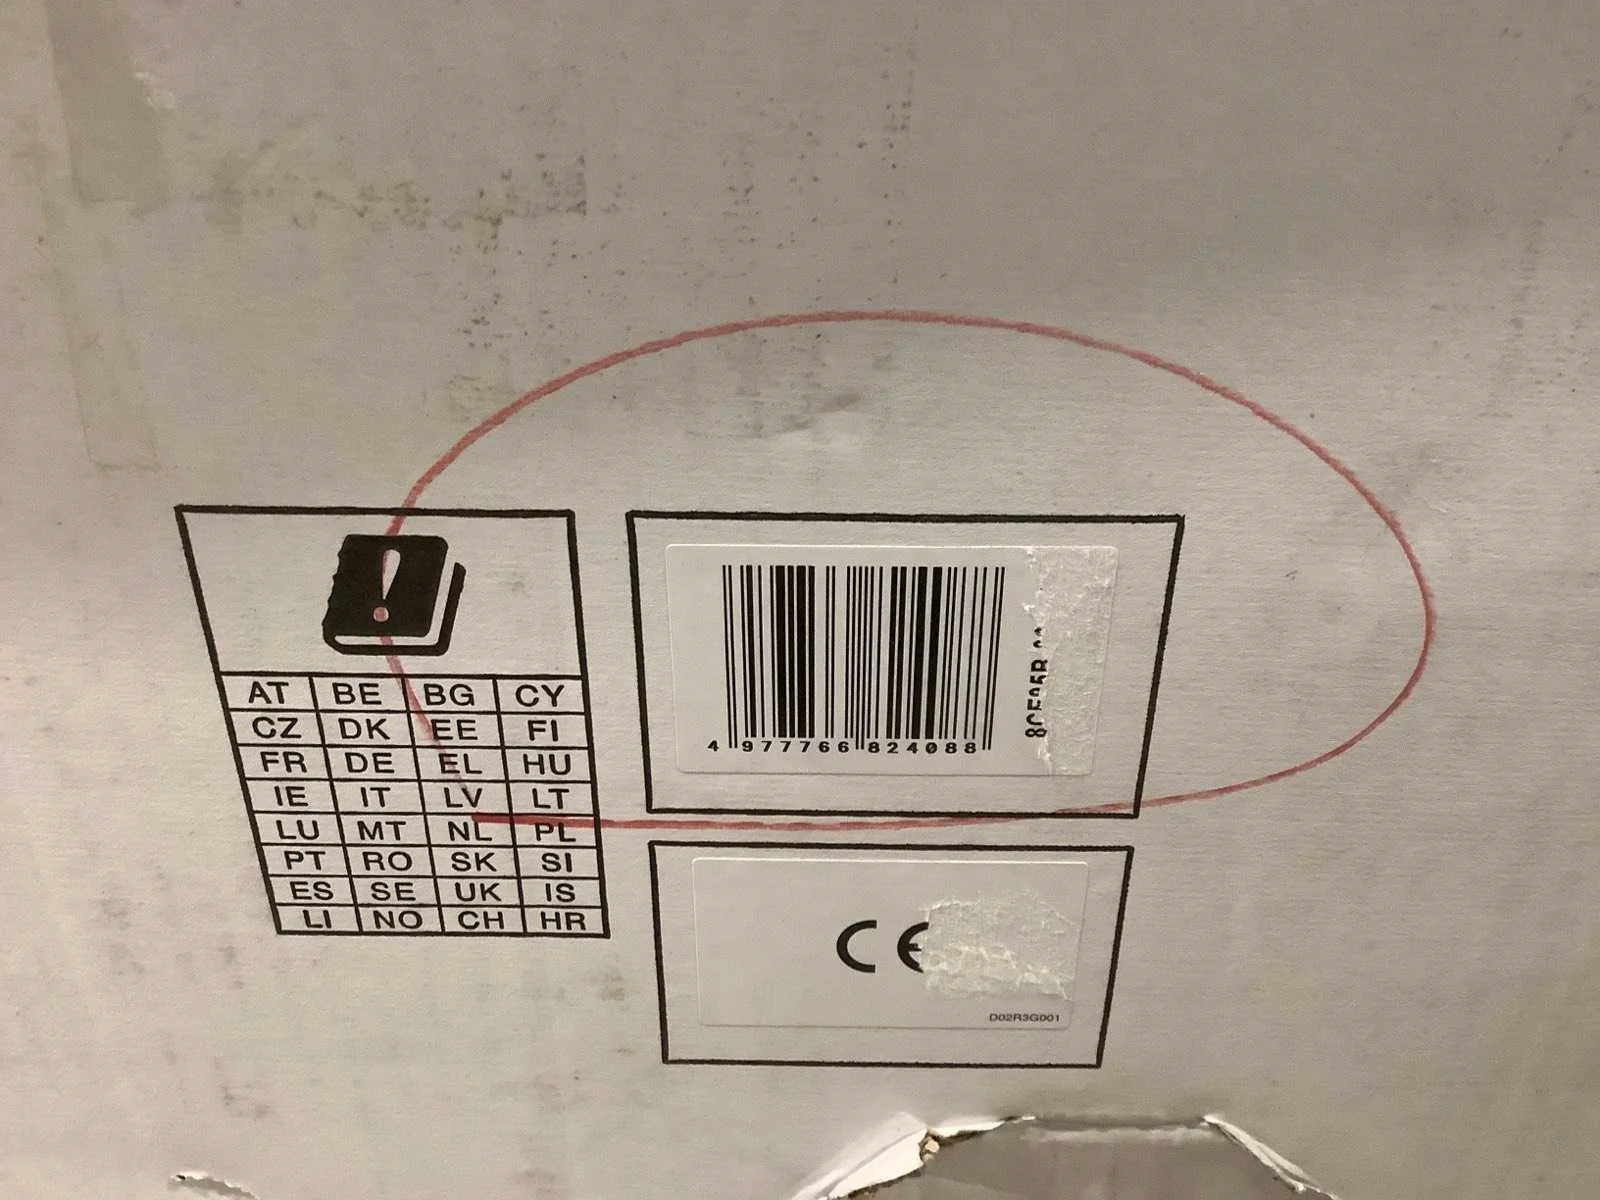 AT BE BG CY
CZ DK EE FI
FR DE EL HU
IE IT LV LT
LU MT NL PL
PT RO SK SI
ES SE UK IS
LI NO CH HR
4 977766 824088
CE
D02R3G001